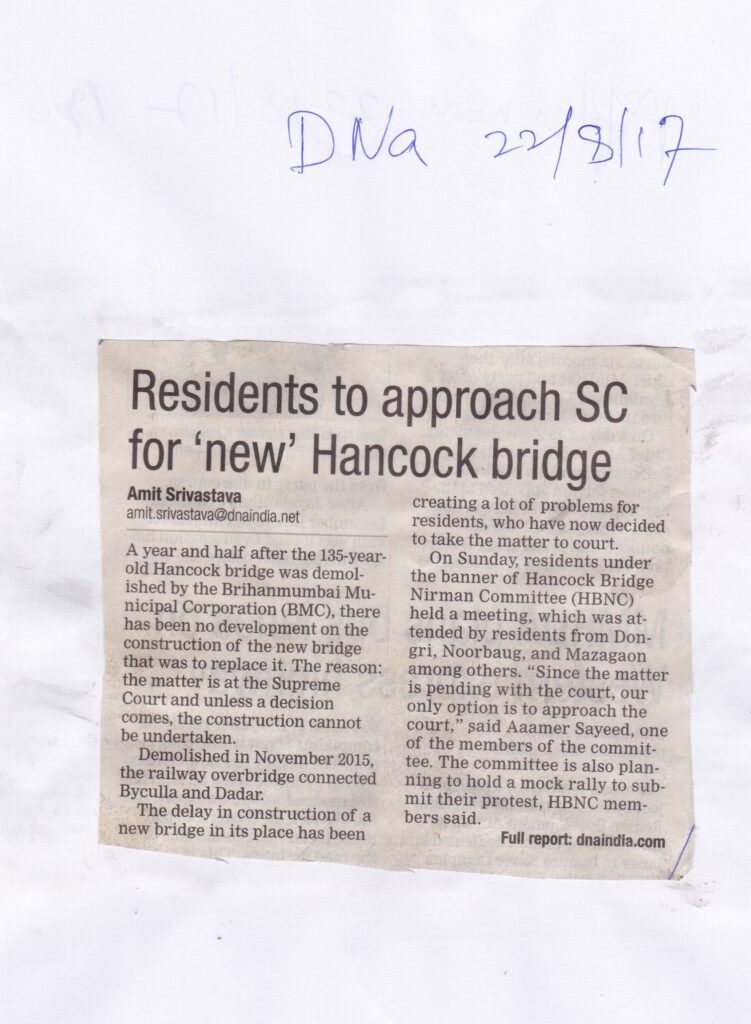 DNa 22/8/17
Residents to approach SC
for ‘new’ Hancock bridge
Amit Srivastava
amit.srivastava@dnaindia.net
A year and half after the 135-year-
old Hancock bridge was demol-
ished by the Brihanmumbai Mu-
nicipal Corporation (BMC), there
has been no development on the
construction of the new bridge
that was to replace it. The reason:
the matter is at the Supreme
Court and unless a decision
comes, the construction cannot
be undertaken.
Demolished in November 2015,
the railway overbridge connected
Byculla and Dadar.
The delay in construction of a
new bridge in its place has been
creating a lot of problems for
residents, who have now decided
to take the matter to court.
On Sunday, residents under
the banner of Hancock Bridge
Nirman Committee (HBNC)
held a meeting, which was at-
tended by residents from Don-
gri, Noorbaug, and Mazagaon
among others. “Since the matter
is pending with the court, our
only option is to approach the
court,” said Aaamer Sayeed, one
of the members of the commit-
tee. The committee is also plan-
ning to hold a mock rally to sub-
mit their protest, HBNC mem-
bers said.
Full report: dnaindia.com